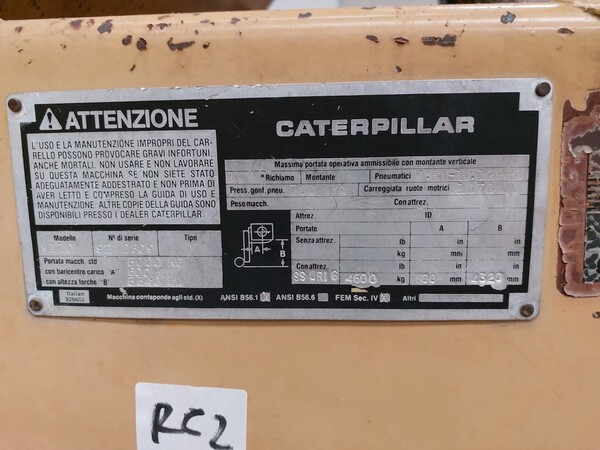 ATTENZIONE
L'USO E LA MANUTENZIONE IMPROPRI DEL CAR-
RELLO POSSONO PROVOCARE GRAVI INFORTUNI,
ANCHE MORTALI. NON USARE E NON LAVORARE
SU QUESTA MACCHINA SE NON SIETE STATO
ADEGUATAMENTE ADDESTRATO E NON PRIMA DI
AVER LETTO E COMPRESO LA GUIDA DI USO E
MANUTENZIONE. ALTRE COPIE DELLA GUIDA SONO
DISPONIBILI PRESSO I DEALER CATERPILLAR.
Modello Nº di serie Tipo
Portata macch. std
con baricentro carico "A"
con altezza forche "B"
Italian
926602
CATERPILLAR
Massima portata operativa ammissibile con montante verticale
Richiamo Montante Pneumatici
Press. gonf. pneu. Carreggiata ruote motrici
Peso macch. Con attrez.
Attrez. ID
Portate A B
Senza attrez. lb in in
kg mm mm
Con attrez. lb in in
4600 kg 600 mm 4320 mm
A
B
Macchina corrisponde agli std. (X) ANSI B56.1 X ANSI B56.6 FEM Sec. IV X Altri
RC2